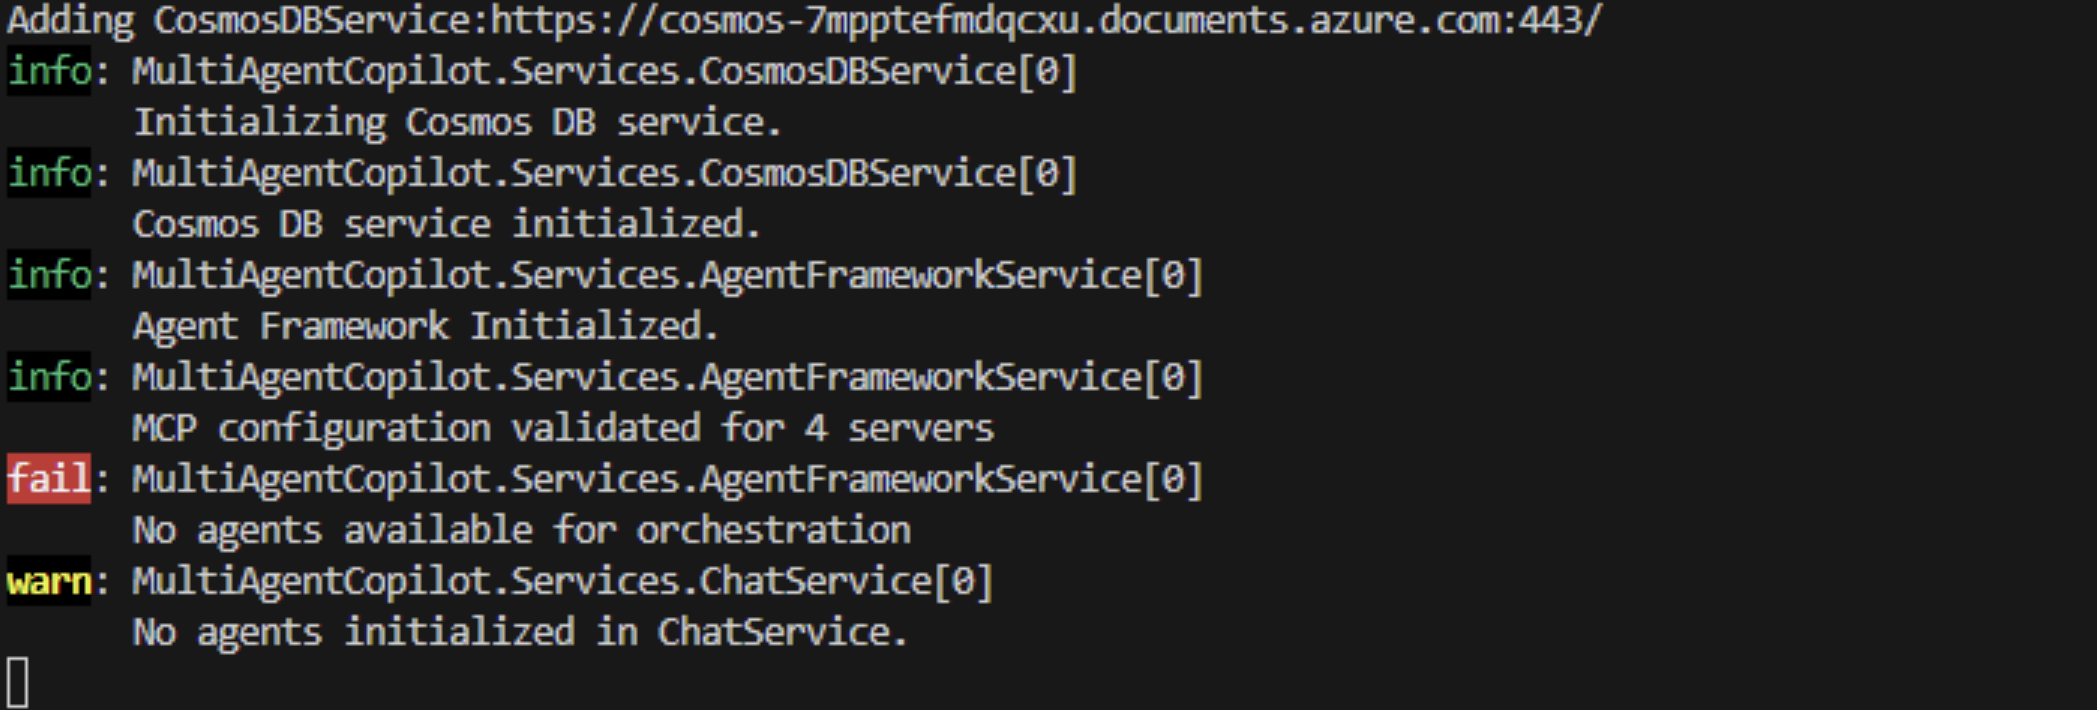 Adding CosmosDBService:https://cosmos-7mpptefmdqcxu.documents.azure.com:443/
info: MultiAgentCopilot.Services.CosmosDBService[0]
Initializing Cosmos DB service.
info: MultiAgentCopilot.Services.CosmosDBService[0]
Cosmos DB service initialized.
info: MultiAgentCopilot.Services.AgentFrameworkService[0]
Agent Framework Initialized.
info: MultiAgentCopilot.Services.AgentFrameworkService[0]
MCP configuration validated for 4 servers
fail: MultiAgentCopilot.Services.AgentFrameworkService[0]
No agents available for orchestration
warn: MultiAgentCopilot.Services.ChatService[0]
No agents initialized in ChatService.